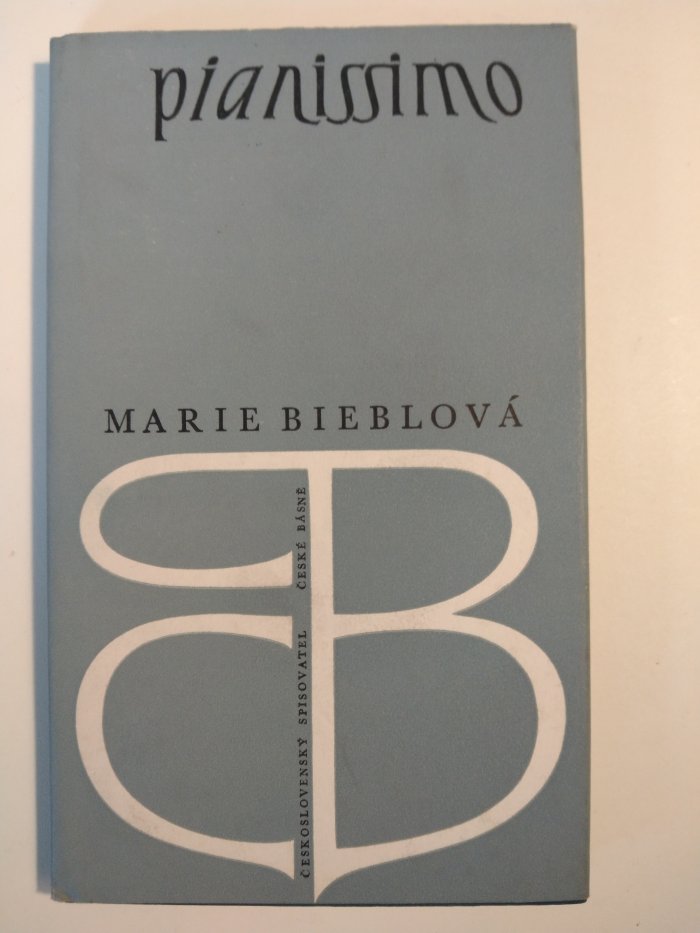 pianissimo
MARIE BIEBLOVÁ
ČESKOSLOVENSKÝ SPISOVATEL ČESKÉ BÁSNĚ